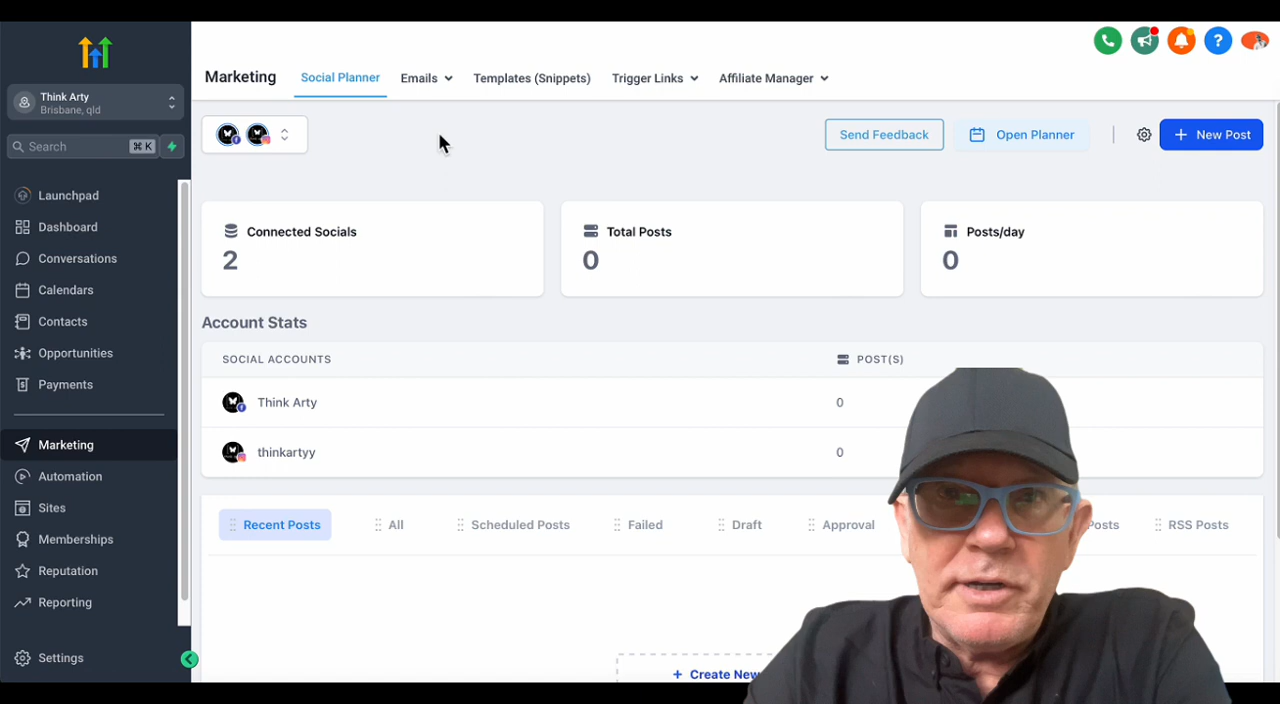 Think Arty
Brisbane, qld
Search
⌘ K
Launchpad
Dashboard
Conversations
Calendars
Contacts
Opportunities
Payments
Marketing
Automation
Sites
Memberships
Reputation
Reporting
Settings
Marketing
Social Planner
Emails
Templates (Snippets)
Trigger Links
Affiliate Manager
Send Feedback
Open Planner
+ New Post
Connected Socials
2
Total Posts
0
Posts/day
0
Account Stats
SOCIAL ACCOUNTS
POST(S)
Think Arty
0
thinkartyy
0
Recent Posts
All
Scheduled Posts
Failed
Draft
Approval
Posts
RSS Posts
+ Create New